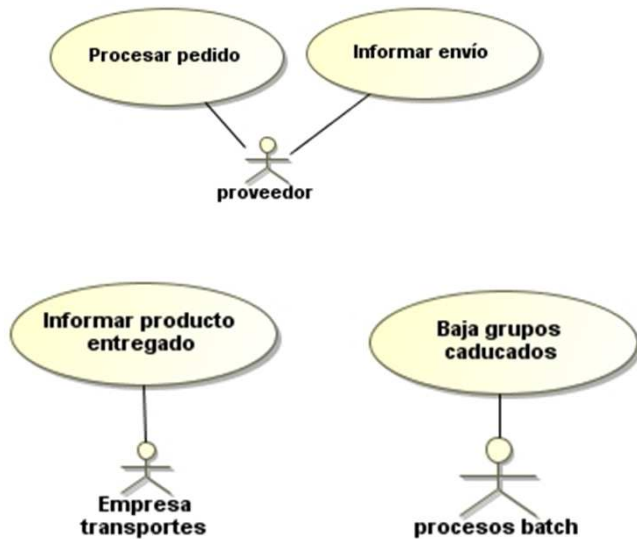 Procesar pedido
Informar envío
proveedor
Informar producto
entregado
Baja grupos
caducados
Empresa
transportes
procesos batch